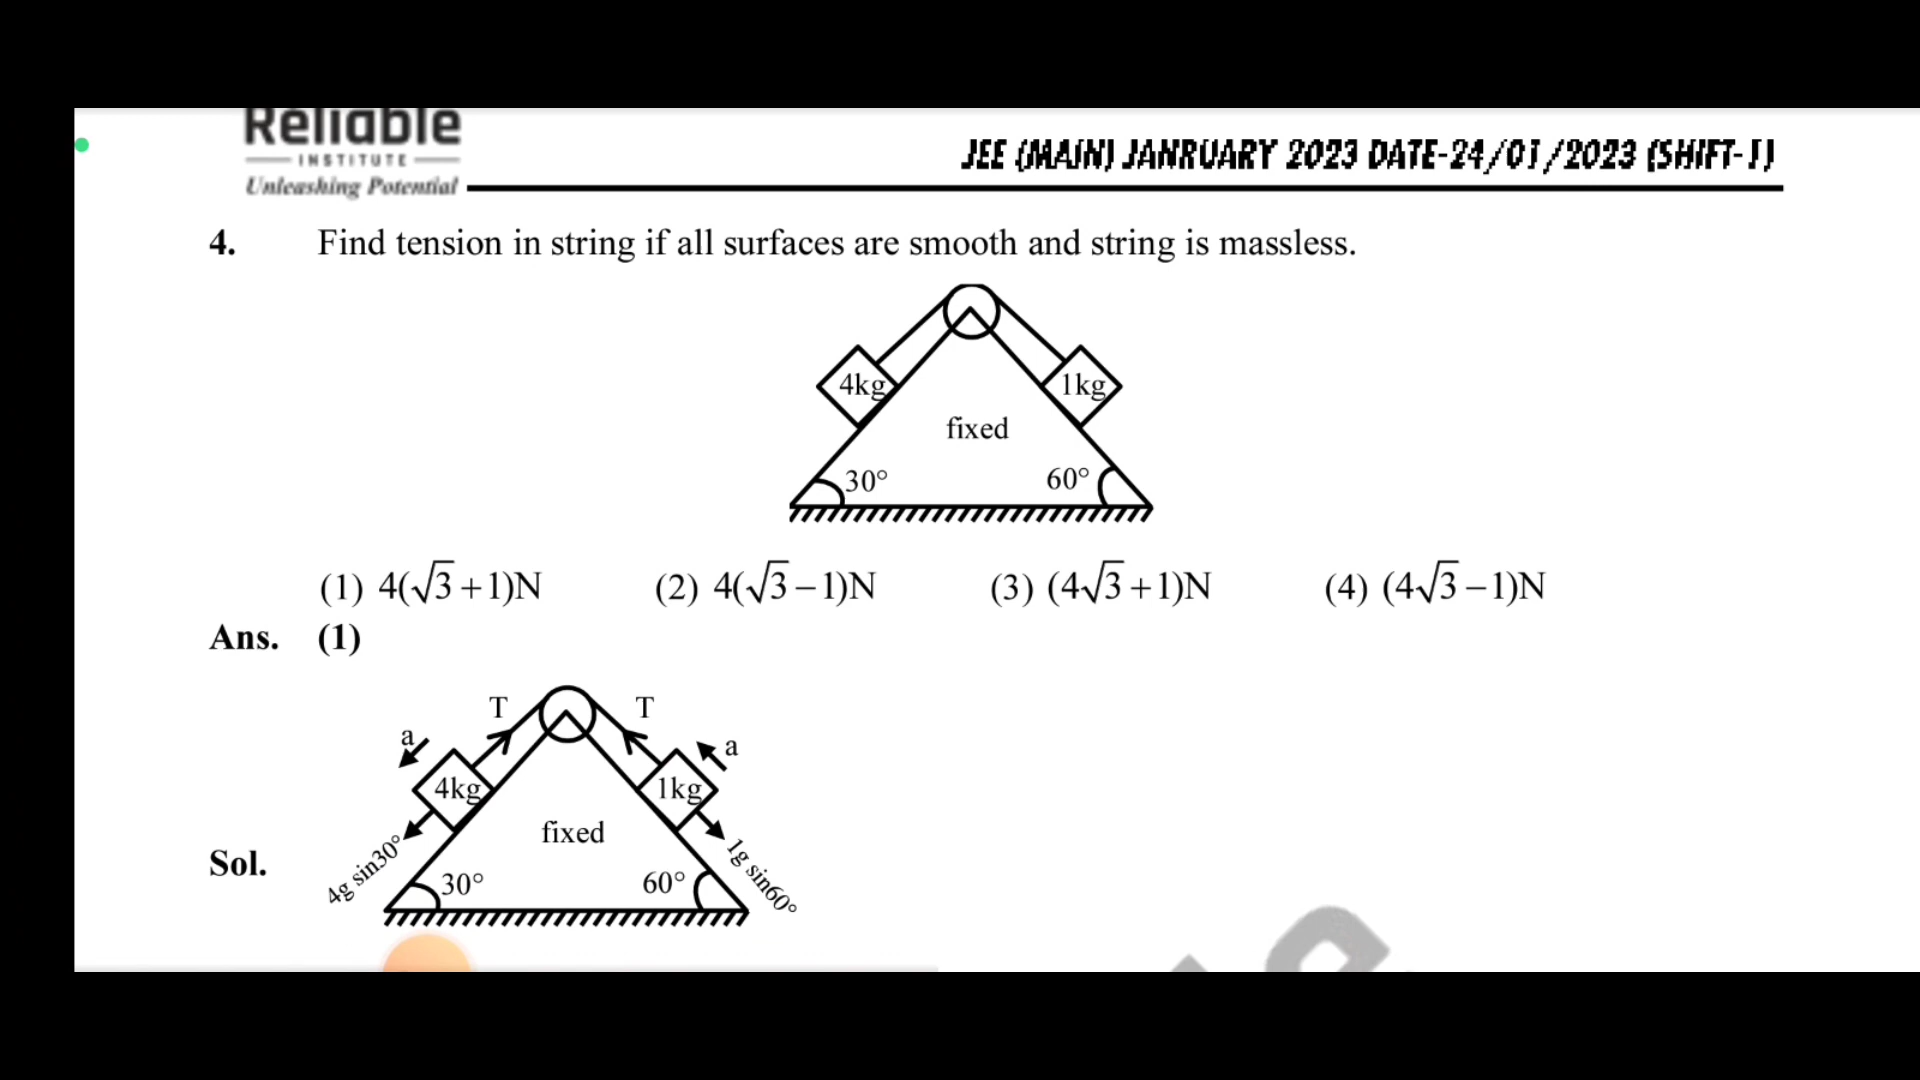 Reliable
INSTITUTE
Unleashing Potential
JEE (MAIN) JANRUARY 2023 DATE-24/01/2023 (SHIFT-I)
4. Find tension in string if all surfaces are smooth and string is massless.
4kg 1kg
fixed
30° 60°
(1) 4(√3+1)N (2) 4(√3−1)N (3) (4√3+1)N (4) (4√3−1)N
Ans. (1)
T T
a a
4kg 1kg
fixed
Sol. 4g sin30° 30° 60° 1g sin60°